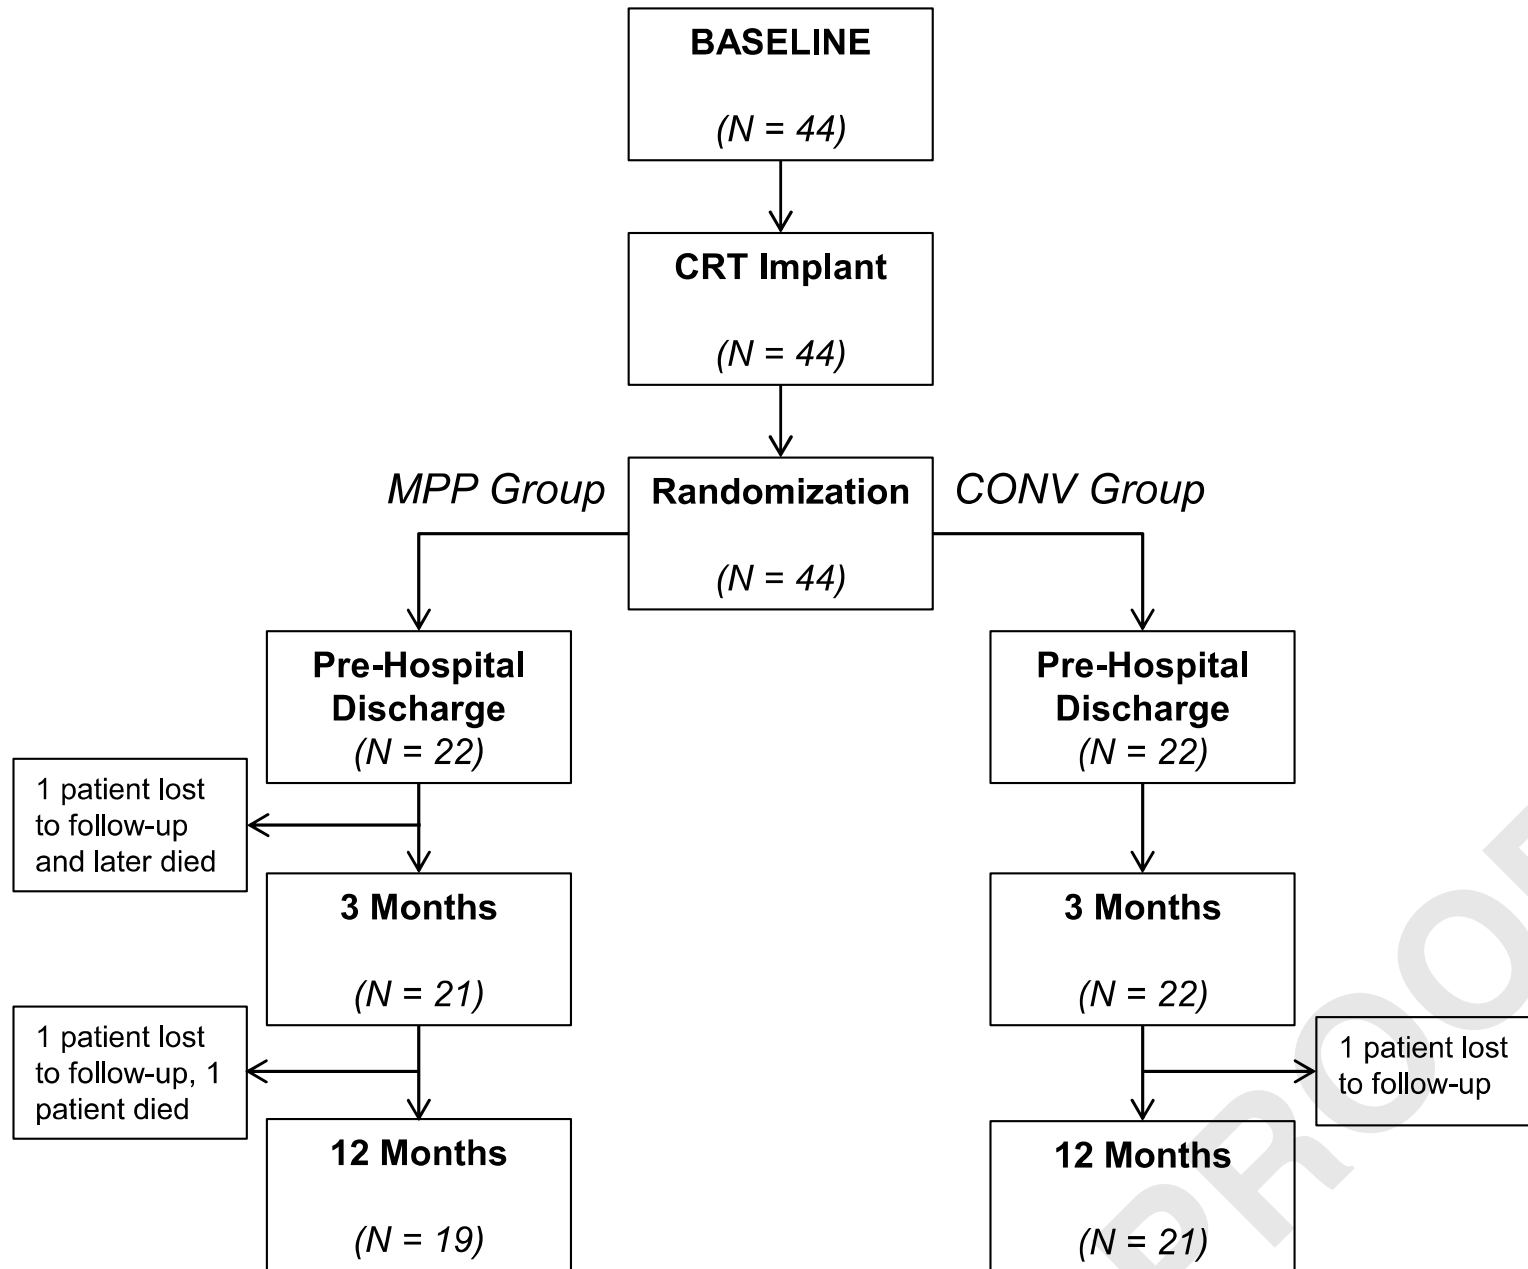 BASELINE
(N = 44)
CRT Implant
(N = 44)
MPP Group
Randomization
CONV Group
(N = 44)
Pre-Hospital
Discharge
(N = 22)
Pre-Hospital
Discharge
(N = 22)
1 patient lost
to follow-up
and later died
3 Months
(N = 21)
3 Months
(N = 22)
1 patient lost
to follow-up, 1
patient died
1 patient lost
to follow-up
12 Months
(N = 19)
12 Months
(N = 21)
PROOF